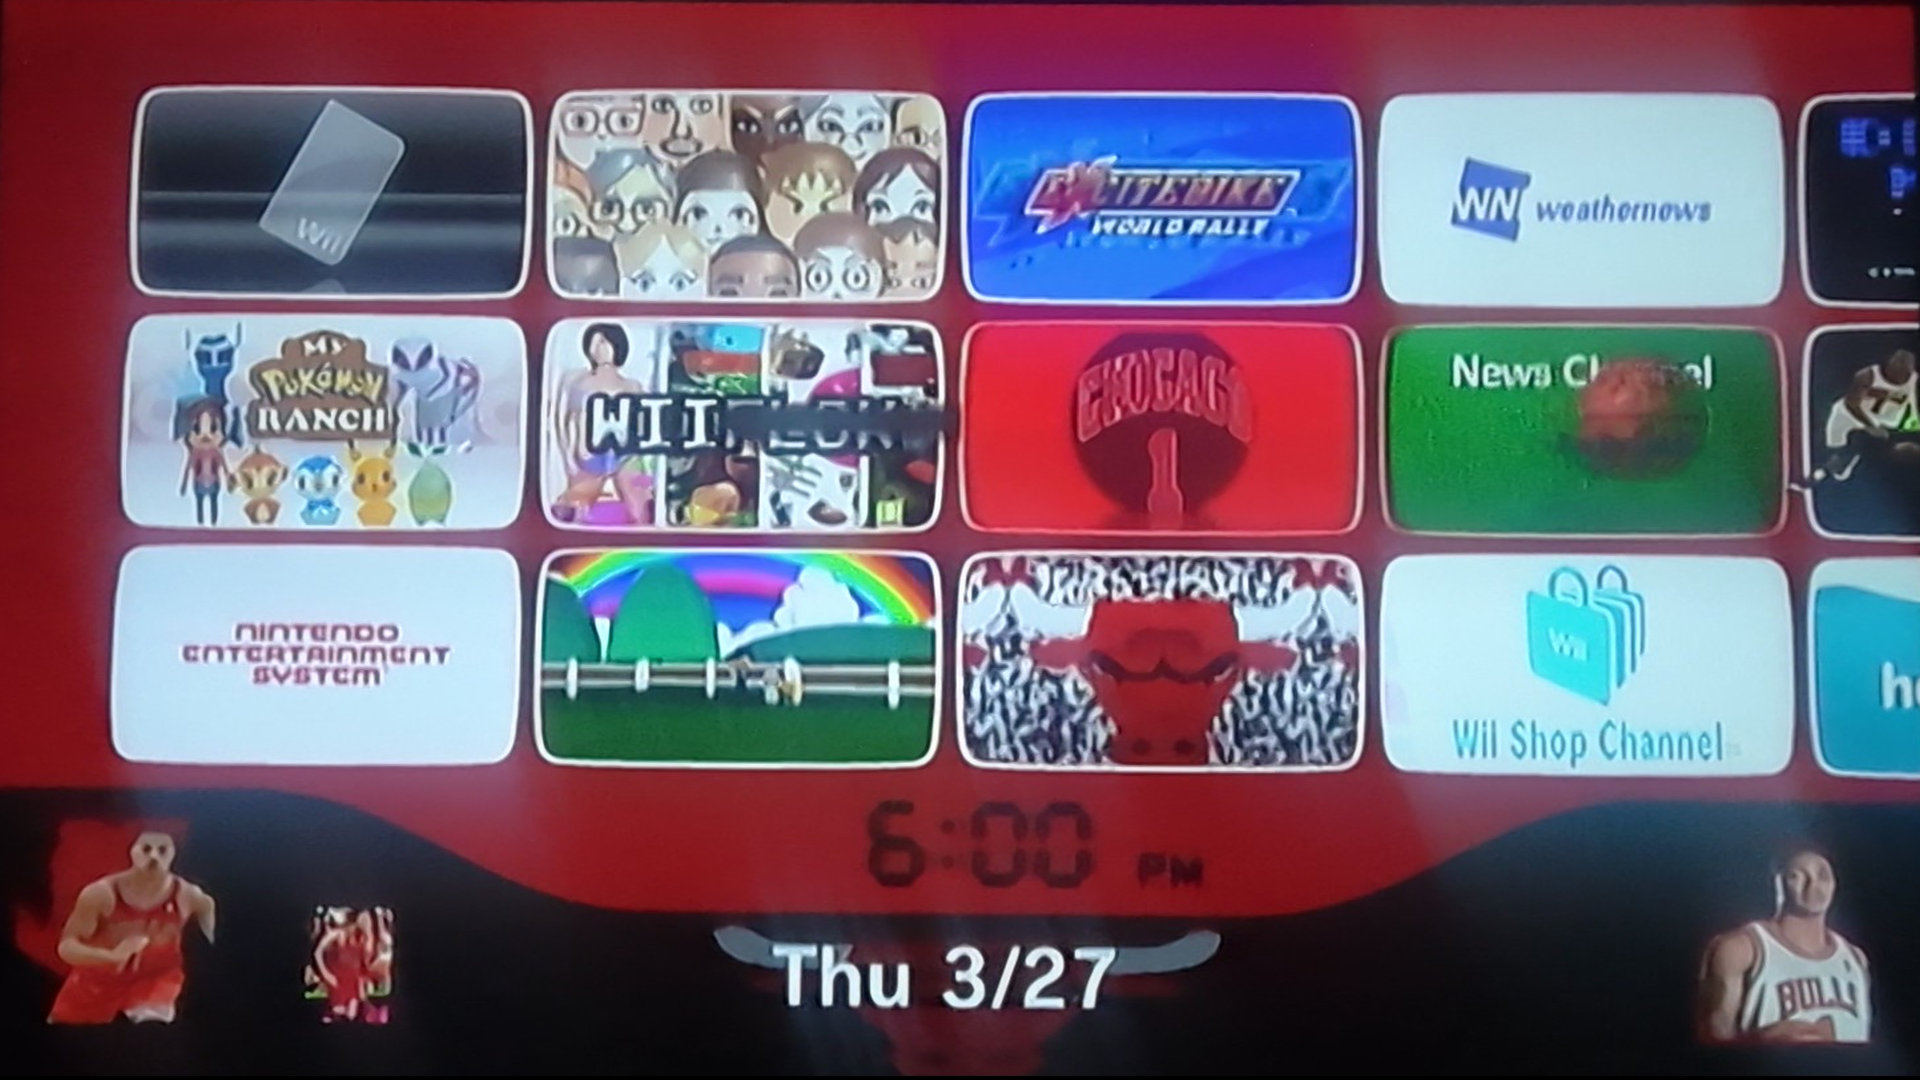 Wii
EXCITEBIKE
WORLD RALLY
WN weathernews
MY
POKéMON
RANCH
CHICAGO
1
News Channel
NINTENDO
ENTERTAINMENT
SYSTEM
Wii
Wii Shop Channel
6:00 PM
Thu 3/27
BULLS